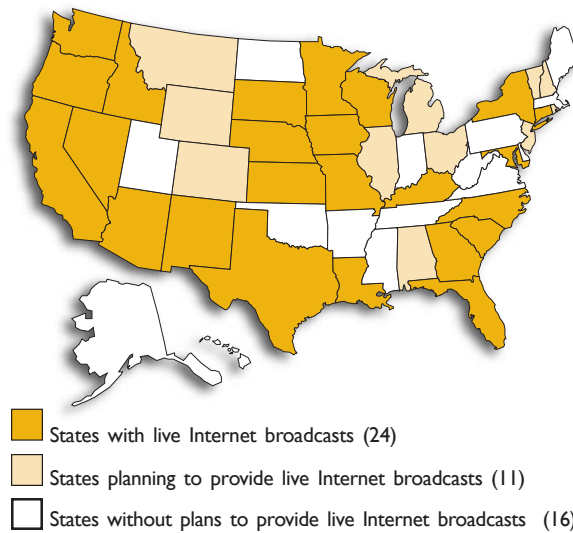 States with live Internet broadcasts (24)
States planning to provide live Internet broadcasts (11)
States without plans to provide live Internet broadcasts (16)